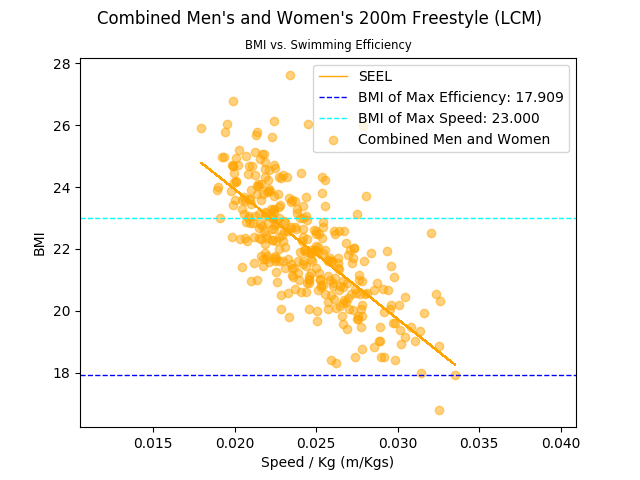 Combined Men's and Women's 200m Freestyle (LCM)
BMI vs. Swimming Efficiency
SEEL
BMI of Max Efficiency: 17.909
BMI of Max Speed: 23.000
Combined Men and Women
28
26
24
22
20
18
BMI
0.015 0.020 0.025 0.030 0.035 0.040
Speed / Kg (m/Kgs)